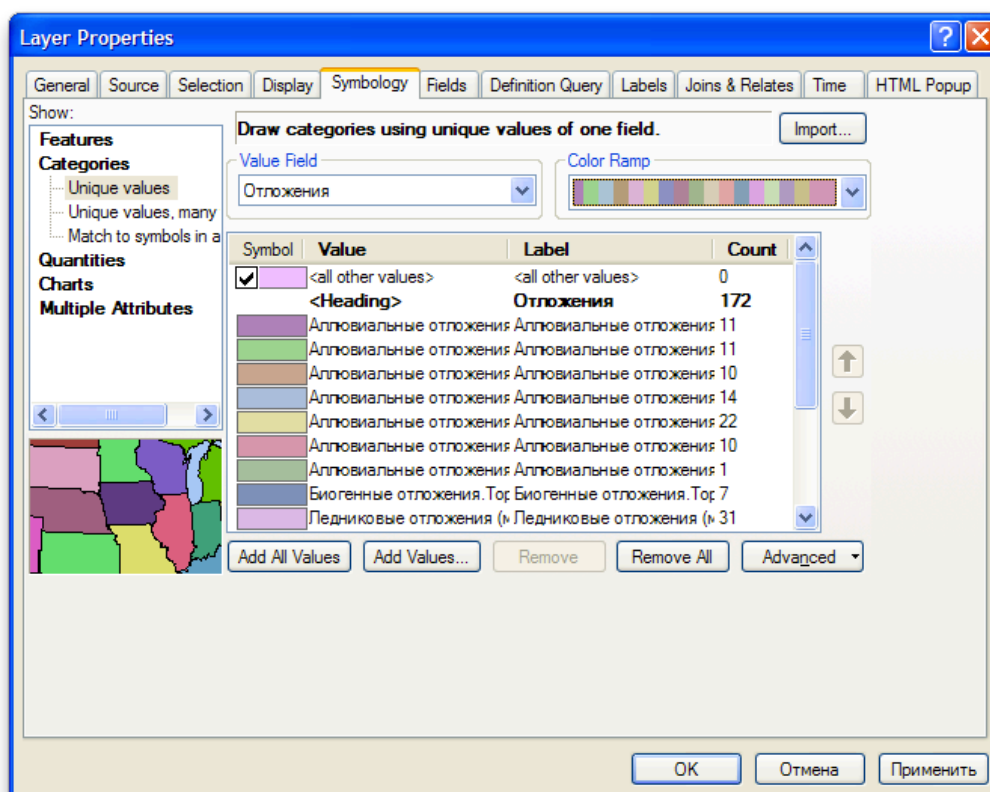 Layer Properties
General Source Selection Display Symbology Fields Definition Query Labels Joins & Relates Time HTML Popup
Show:
Features
Categories
Unique values
Unique values, many
Match to symbols in a
Quantities
Charts
Multiple Attributes
Draw categories using unique values of one field.
Import...
Value Field
Отложения
Color Ramp
Symbol Value Label Count
<all other values> <all other values> 0
<Heading> Отложения 172
Аллювиальные отложения Аллювиальные отложения 11
Аллювиальные отложения Аллювиальные отложения 11
Аллювиальные отложения Аллювиальные отложения 10
Аллювиальные отложения Аллювиальные отложения 14
Аллювиальные отложения Аллювиальные отложения 22
Аллювиальные отложения Аллювиальные отложения 10
Аллювиальные отложения Аллювиальные отложения 1
Биогенные отложения.Тор Биогенные отложения.Тор 7
Ледниковые отложения (м Ледниковые отложения (м 31
Add All Values Add Values... Remove Remove All Advanced
OK Отмена Применить